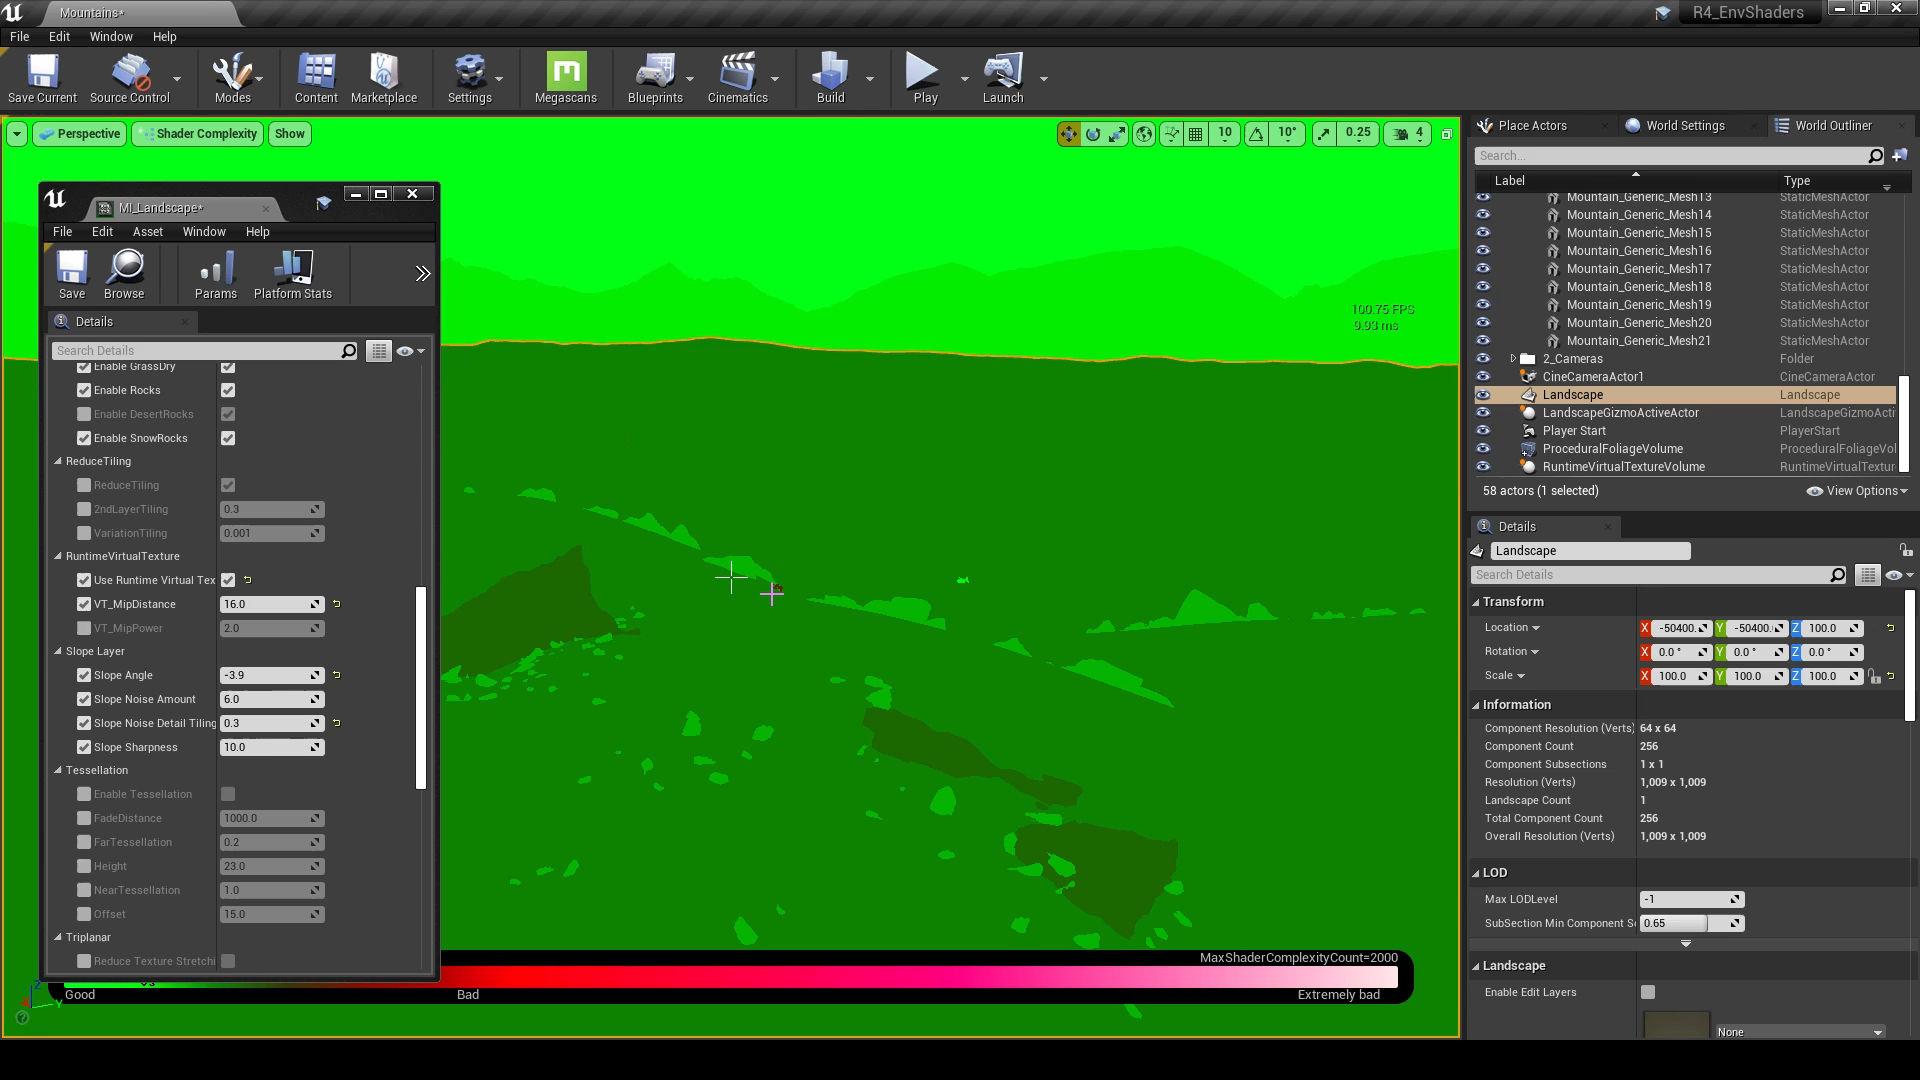 Mountains*
R4_EnvShaders
File Edit Window Help
Save Current
Source Control
Modes
Content
Marketplace
Settings
Megascans
Blueprints
Cinematics
Build
Play
Launch
Perspective
Shader Complexity
Show
10
10°
0.25
4
100.75 FPS
9.93 ms
MI_Landscape*
File Edit Asset Window Help
Save
Browse
Params
Platform Stats
Details
Search Details
Enable GrassDry
Enable Rocks
Enable DesertRocks
Enable SnowRocks
ReduceTiling
ReduceTiling
2ndLayerTiling 0.3
VariationTiling 0.001
RuntimeVirtualTexture
Use Runtime Virtual Tex
VT_MipDistance 16.0
VT_MipPower 2.0
Slope Layer
Slope Angle -3.9
Slope Noise Amount 6.0
Slope Noise Detail Tiling 0.3
Slope Sharpness 10.0
Tessellation
Enable Tessellation
FadeDistance 1000.0
FarTessellation 0.2
Height 23.0
NearTessellation 1.0
Offset 15.0
Triplanar
Reduce Texture Stretchi
MaxShaderComplexityCount=2000
Good
Bad
Extremely bad
Place Actors
World Settings
World Outliner
Search...
Label Type
Mountain_Generic_Mesh13 StaticMeshActor
Mountain_Generic_Mesh14 StaticMeshActor
Mountain_Generic_Mesh15 StaticMeshActor
Mountain_Generic_Mesh16 StaticMeshActor
Mountain_Generic_Mesh17 StaticMeshActor
Mountain_Generic_Mesh18 StaticMeshActor
Mountain_Generic_Mesh19 StaticMeshActor
Mountain_Generic_Mesh20 StaticMeshActor
Mountain_Generic_Mesh21 StaticMeshActor
2_Cameras Folder
CineCameraActor1 CineCameraActor
Landscape Landscape
LandscapeGizmoActiveActor LandscapeGizmoActi
Player Start PlayerStart
ProceduralFoliageVolume ProceduralFoliageVol
RuntimeVirtualTextureVolume RuntimeVirtualTextur
58 actors (1 selected)
View Options
Details
Landscape
Search Details
Transform
Location X -50400. Y -50400. Z 100.0
Rotation X 0.0 ° Y 0.0 ° Z 0.0 °
Scale X 100.0 Y 100.0 Z 100.0
Information
Component Resolution (Verts) 64 x 64
Component Count 256
Component Subsections 1 x 1
Resolution (Verts) 1,009 x 1,009
Landscape Count 1
Total Component Count 256
Overall Resolution (Verts) 1,009 x 1,009
LOD
Max LODLevel -1
SubSection Min Component S 0.65
Landscape
Enable Edit Layers
None